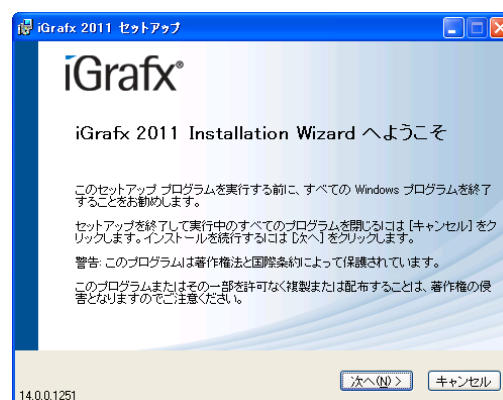 iGrafx 2011 セットアップ
iGrafx®
iGrafx 2011 Installation Wizard へようこそ
このセットアップ プログラムを実行する前に、すべての Windows プログラムを終了
することをお勧めします。
セットアップを終了して実行中のすべてのプログラムを閉じるには [キャンセル] をク
リックします。インストールを続行するには [次へ] をクリックします。
警告: このプログラムは著作権法と国際条約によって保護されています。
このプログラムまたはその一部を許可なく複製または配布することは、著作権の侵
害となりますのでご注意ください。
次へ(N) >
キャンセル
14.0.0.1251